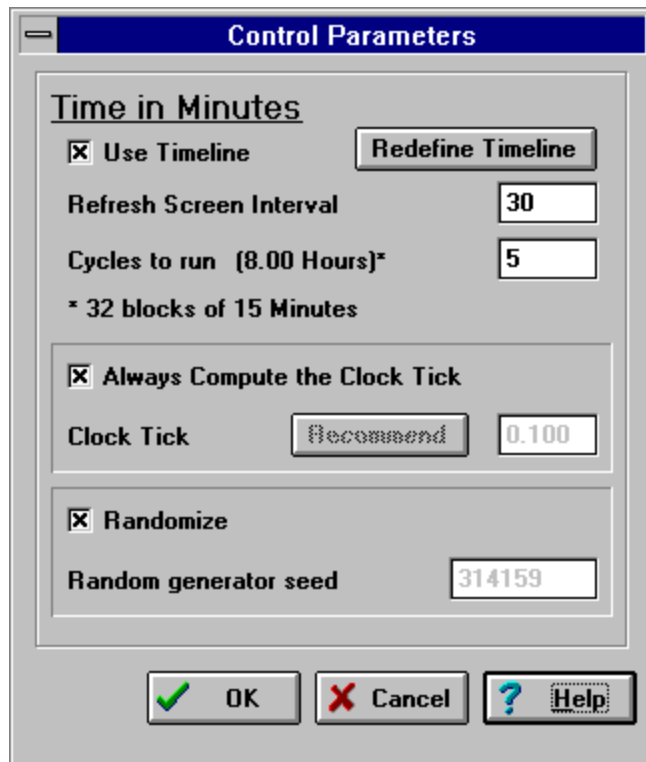 Control Parameters
Time in Minutes
Use Timeline Redefine Timeline
Refresh Screen Interval 30
Cycles to run (8.00 Hours)*
5
* 32 blocks of 15 Minutes
Always Compute the Clock Tick
Clock Tick Recommend 0.100
Randomize
Random generator seed 314159
OK Cancel Help